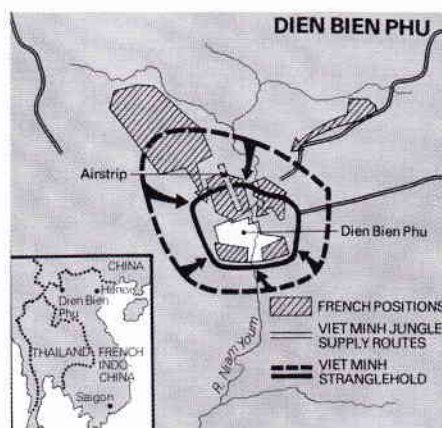 DIEN BIEN PHU
Airstrip
Dien Bien Phu
R. Nam Youm
FRENCH POSITIONS
VIET MINH JUNGLE
SUPPLY ROUTES
VIET MINH
STRANGLEHOLD
CHINA
Hanoi
Dien Bien
Phu
THAILAND
FRENCH
INDO-
CHINA
Saigon